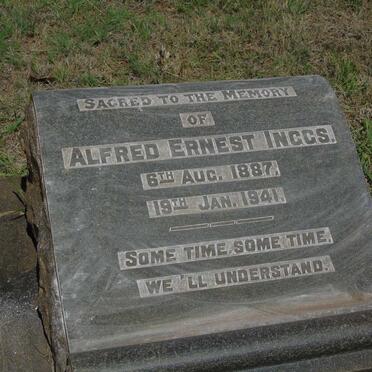 SACRED TO THE MEMORY
OF
ALFRED ERNEST INGGS.
6TH AUG. 1887.
19TH JAN. 1941.
SOME TIME, SOME TIME,
WE'LL UNDERSTAND.